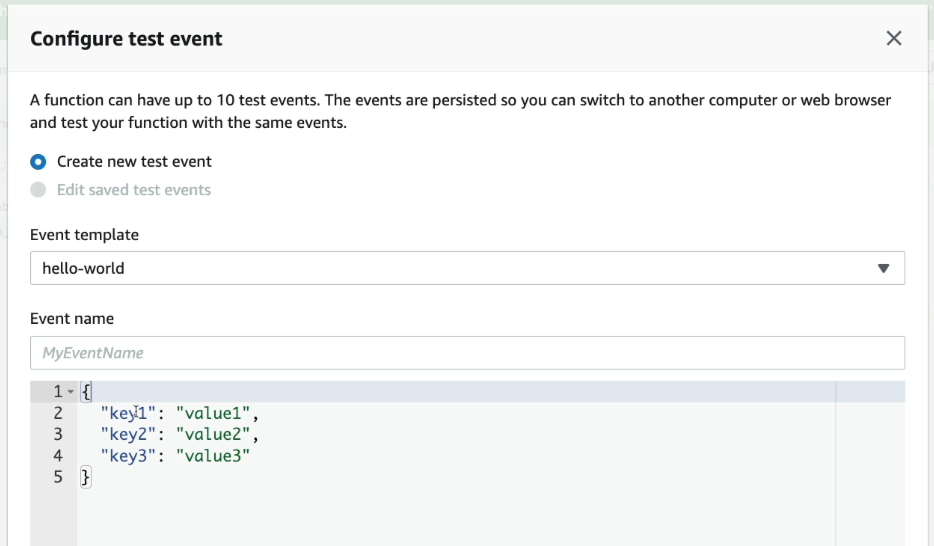 Configure test event
A function can have up to 10 test events. The events are persisted so you can switch to another computer or web browser
and test your function with the same events.
Create new test event
Edit saved test events
Event template
hello-world
Event name
MyEventName
1 {
2 "key1": "value1",
3 "key2": "value2",
4 "key3": "value3"
5 }